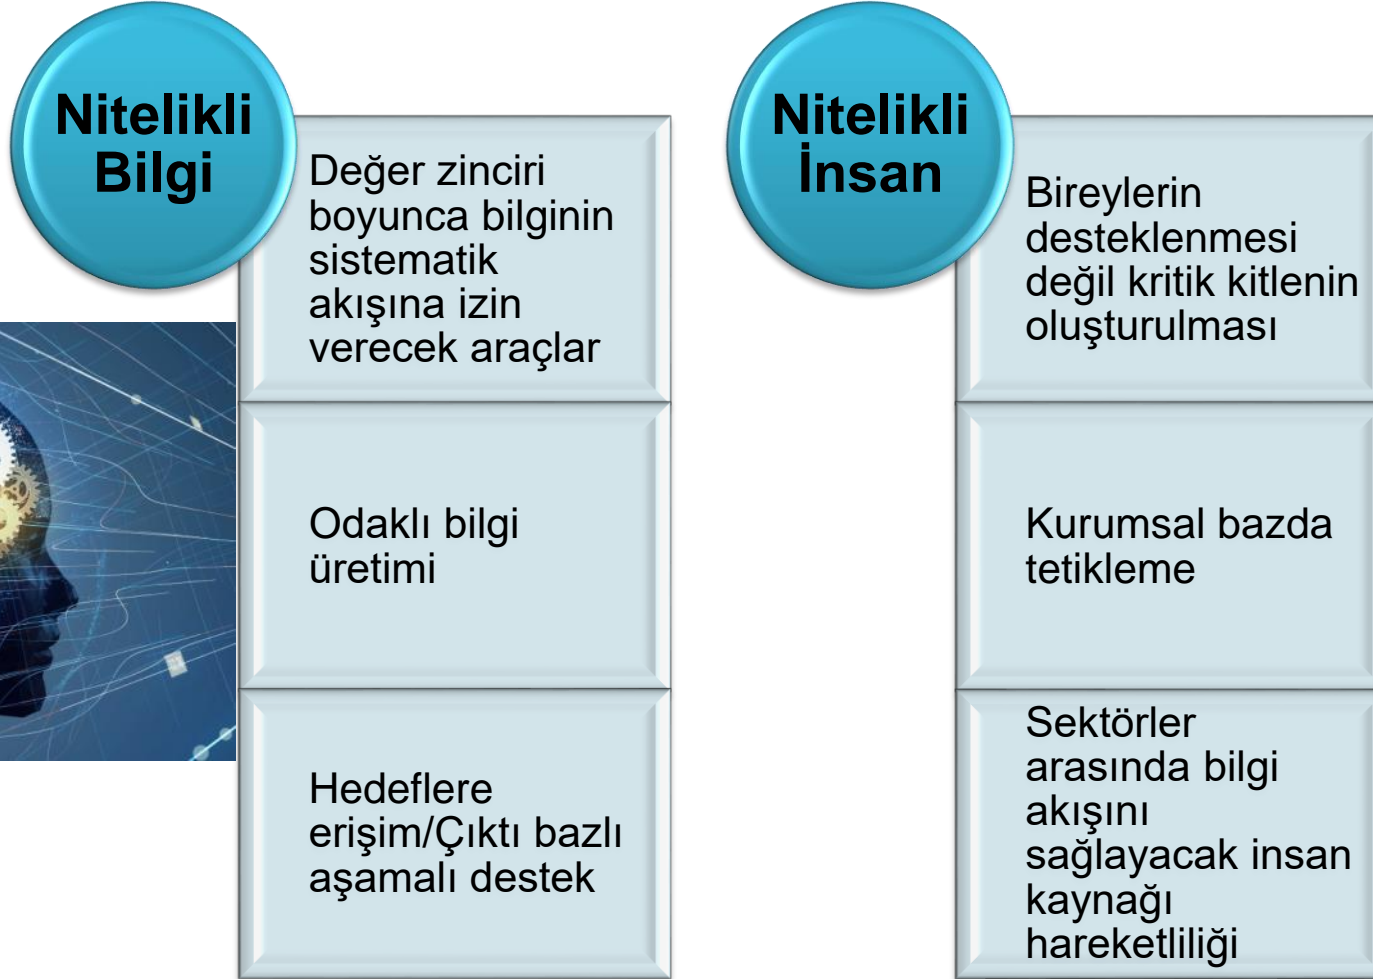 Nitelikli
Bilgi
Değer zinciri
boyunca bilginin
sistematik
akışına izin
verecek araçlar
Odaklı bilgi
üretimi
Hedeflere
erişim/Çıktı bazlı
aşamalı destek
Nitelikli
İnsan
Bireylerin
desteklenmesi
değil kritik kitlenin
oluşturulması
Kurumsal bazda
tetikleme
Sektörler
arasında bilgi
akışını
sağlayacak insan
kaynağı
hareketliliği